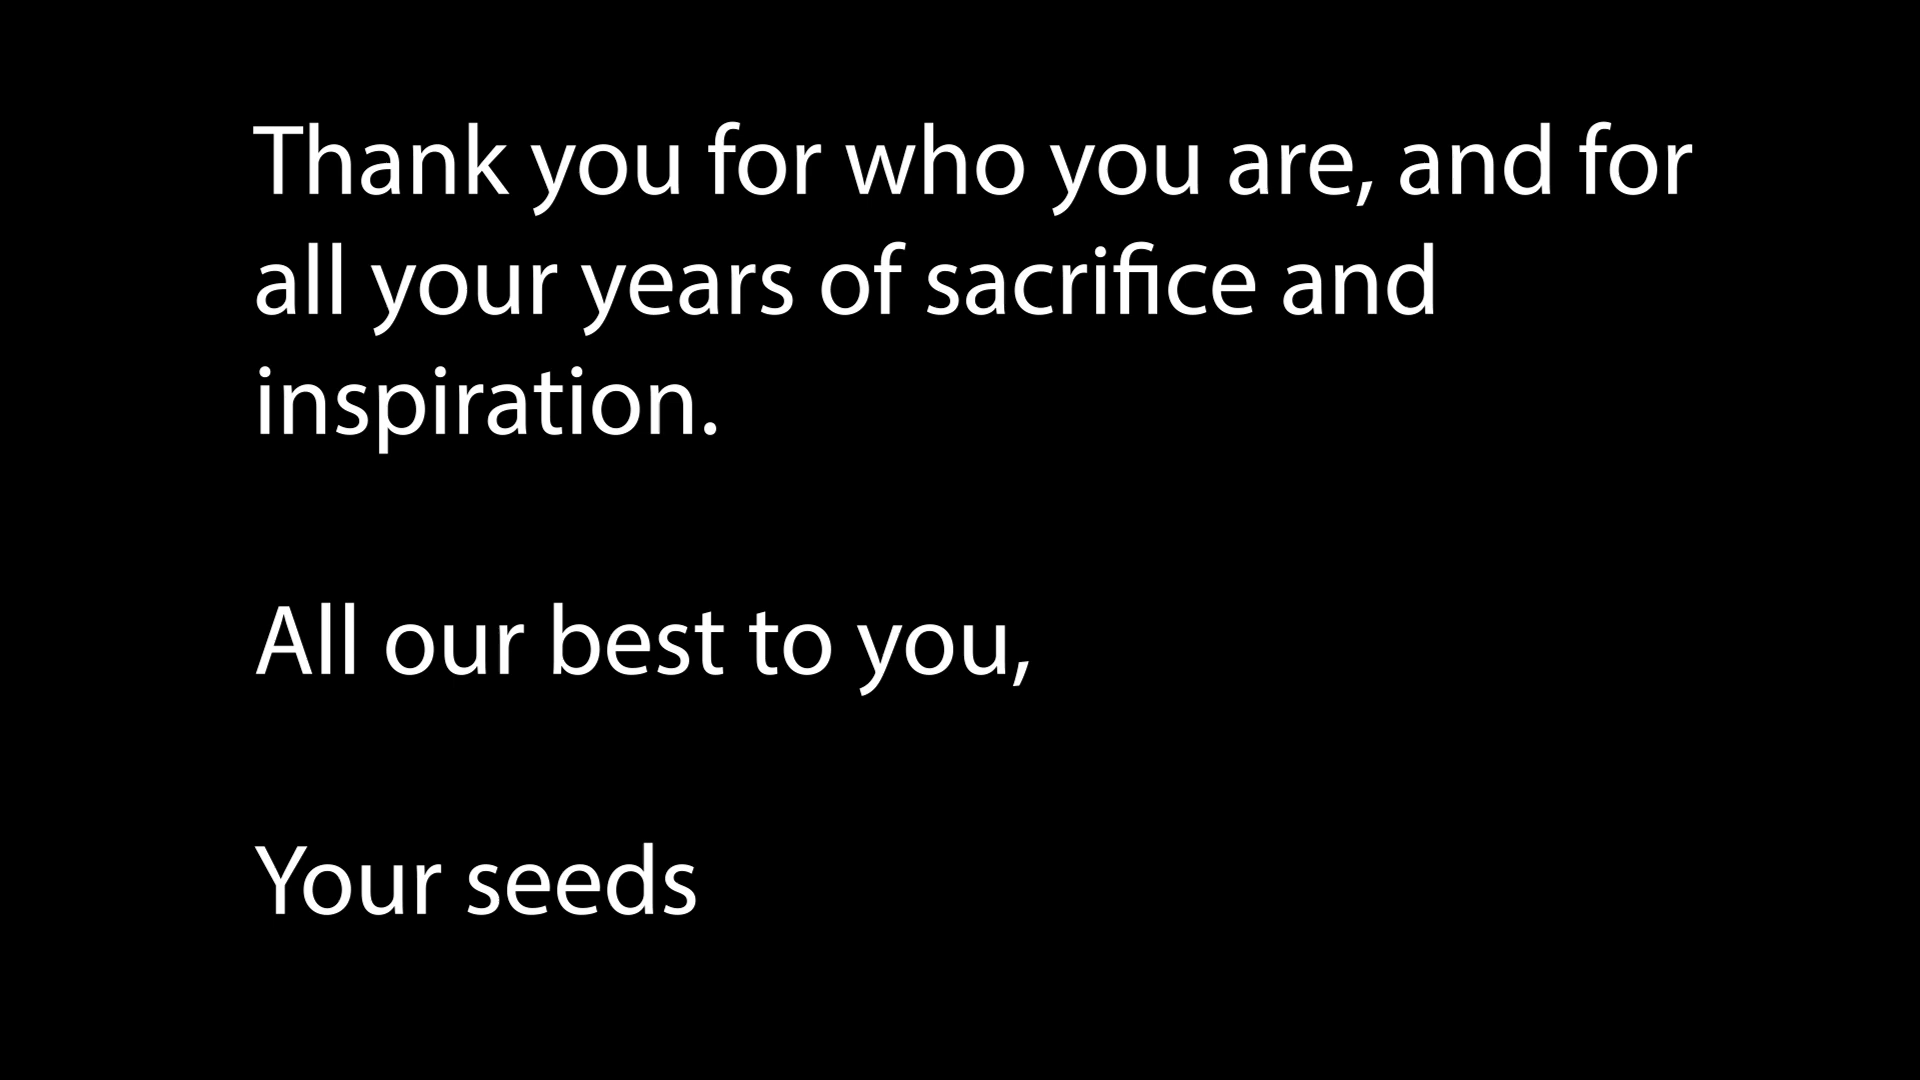 Thank you for who you are, and for
all your years of sacrifice and
inspiration.
All our best to you,
Your seeds